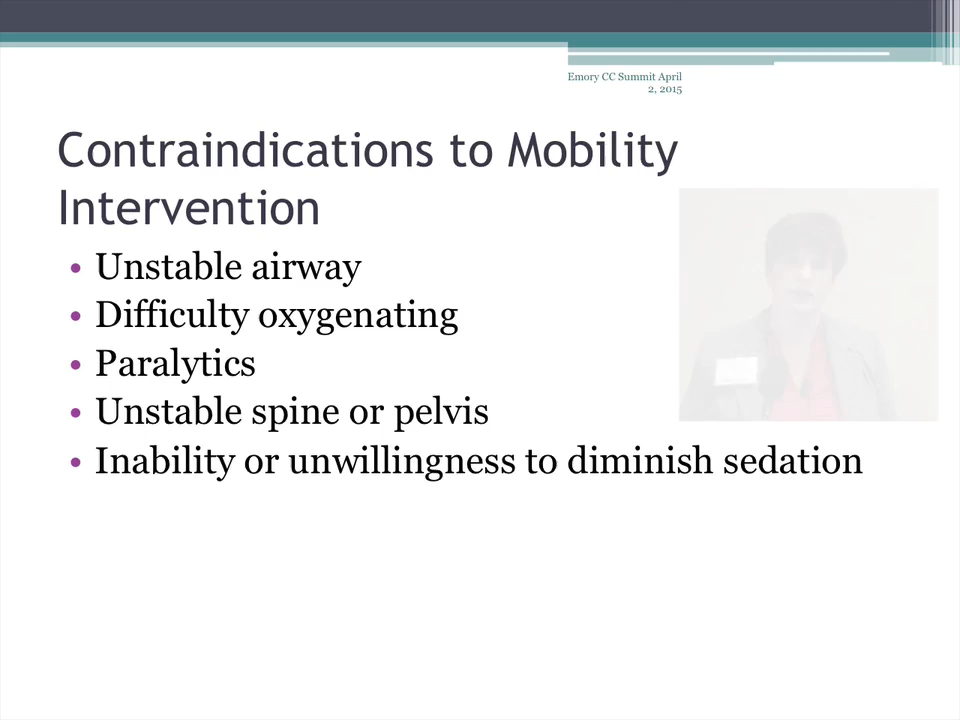 Emory CC Summit April
2, 2015
Contraindications to Mobility
Intervention
• Unstable airway
• Difficulty oxygenating
• Paralytics
• Unstable spine or pelvis
• Inability or unwillingness to diminish sedation